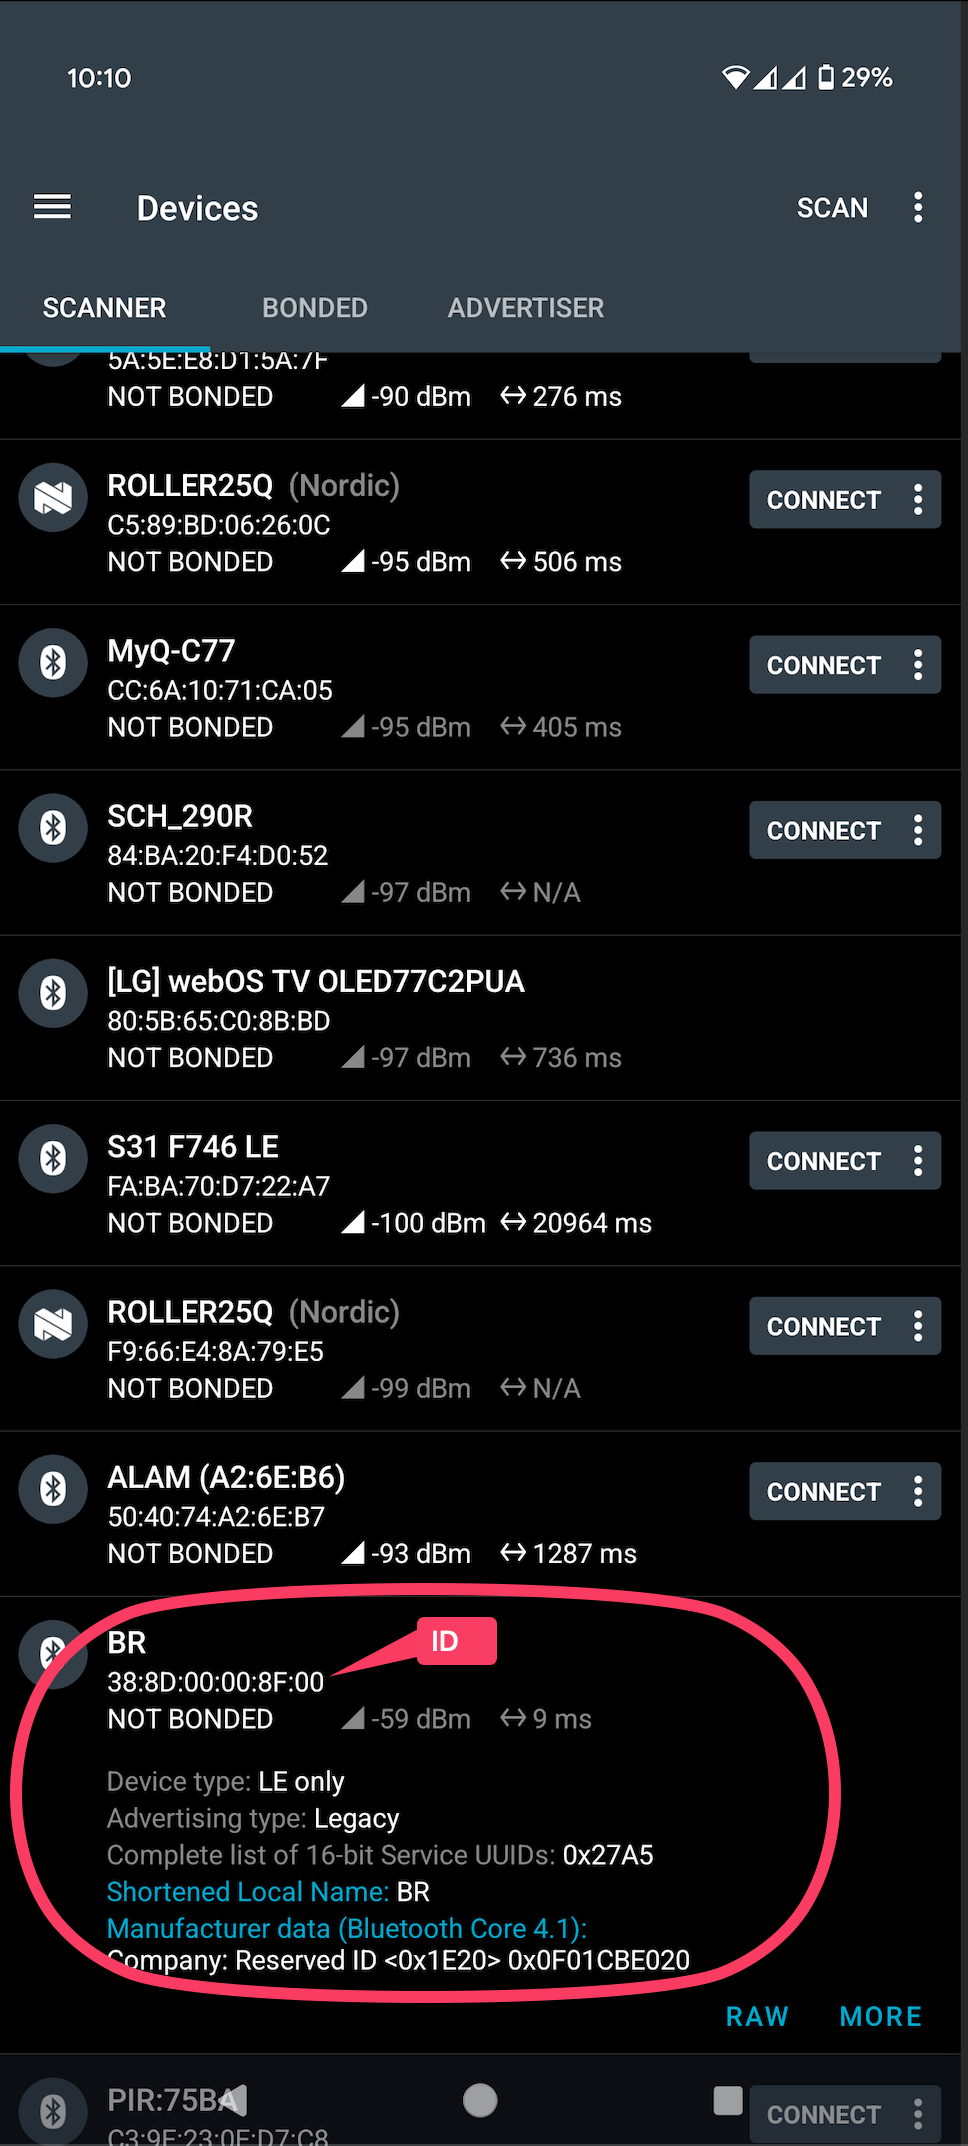 10:10
29%
Devices
SCAN
SCANNER
BONDED
ADVERTISER
5A:5E:E8:D1:5A:7F
NOT BONDED -90 dBm 276 ms
ROLLER25Q (Nordic)
CONNECT
C5:89:BD:06:26:0C
NOT BONDED -95 dBm 506 ms
MyQ-C77
CONNECT
CC:6A:10:71:CA:05
NOT BONDED -95 dBm 405 ms
SCH_290R
CONNECT
84:BA:20:F4:D0:52
NOT BONDED -97 dBm N/A
[LG] webOS TV OLED77C2PUA
80:5B:65:C0:8B:BD
NOT BONDED -97 dBm 736 ms
S31 F746 LE
CONNECT
FA:BA:70:D7:22:A7
NOT BONDED -100 dBm 20964 ms
ROLLER25Q (Nordic)
CONNECT
F9:66:E4:8A:79:E5
NOT BONDED -99 dBm N/A
ALAM (A2:6E:B6)
CONNECT
50:40:74:A2:6E:B7
NOT BONDED -93 dBm 1287 ms
BR
ID
38:8D:00:00:8F:00
NOT BONDED -59 dBm 9 ms
Device type: LE only
Advertising type: Legacy
Complete list of 16-bit Service UUIDs: 0x27A5
Shortened Local Name: BR
Manufacturer data (Bluetooth Core 4.1):
Company: Reserved ID <0x1E20> 0x0F01CBE020
RAW
MORE
PIR:75BA
CONNECT
C3:9F:23:0F:D7:C8